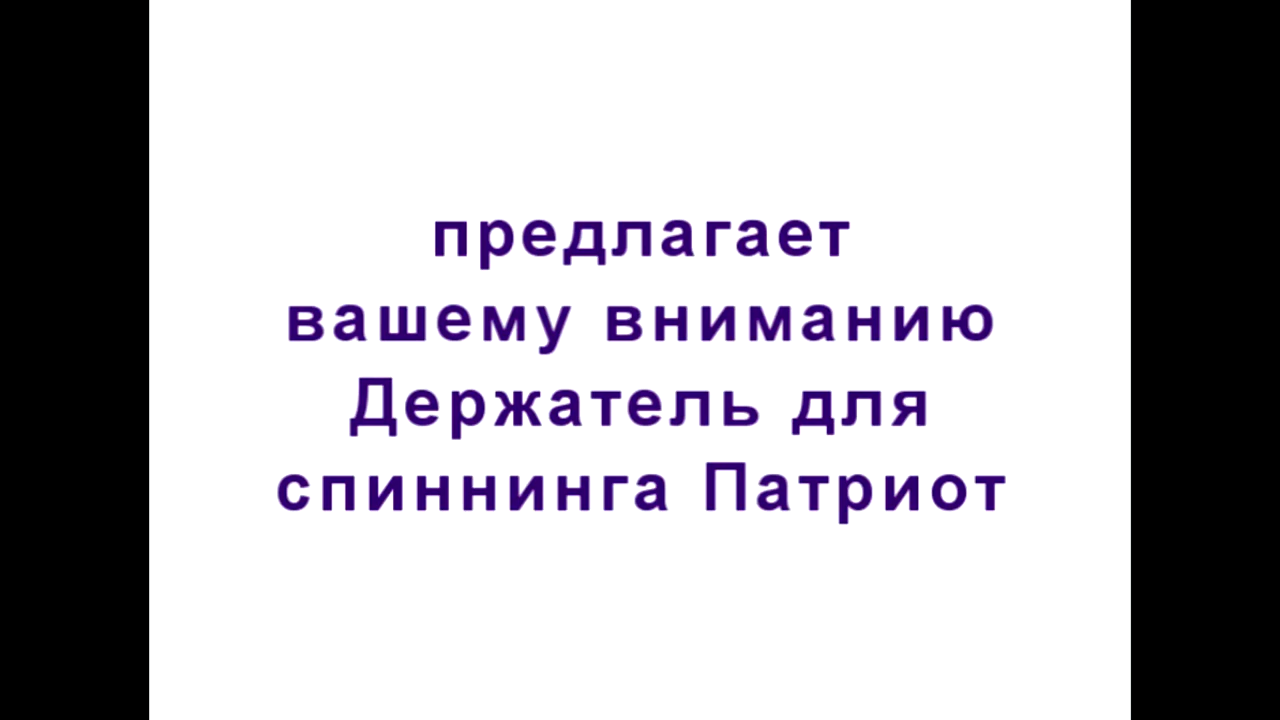 предлагает
вашему вниманию
Держатель для
спиннинга Патриот